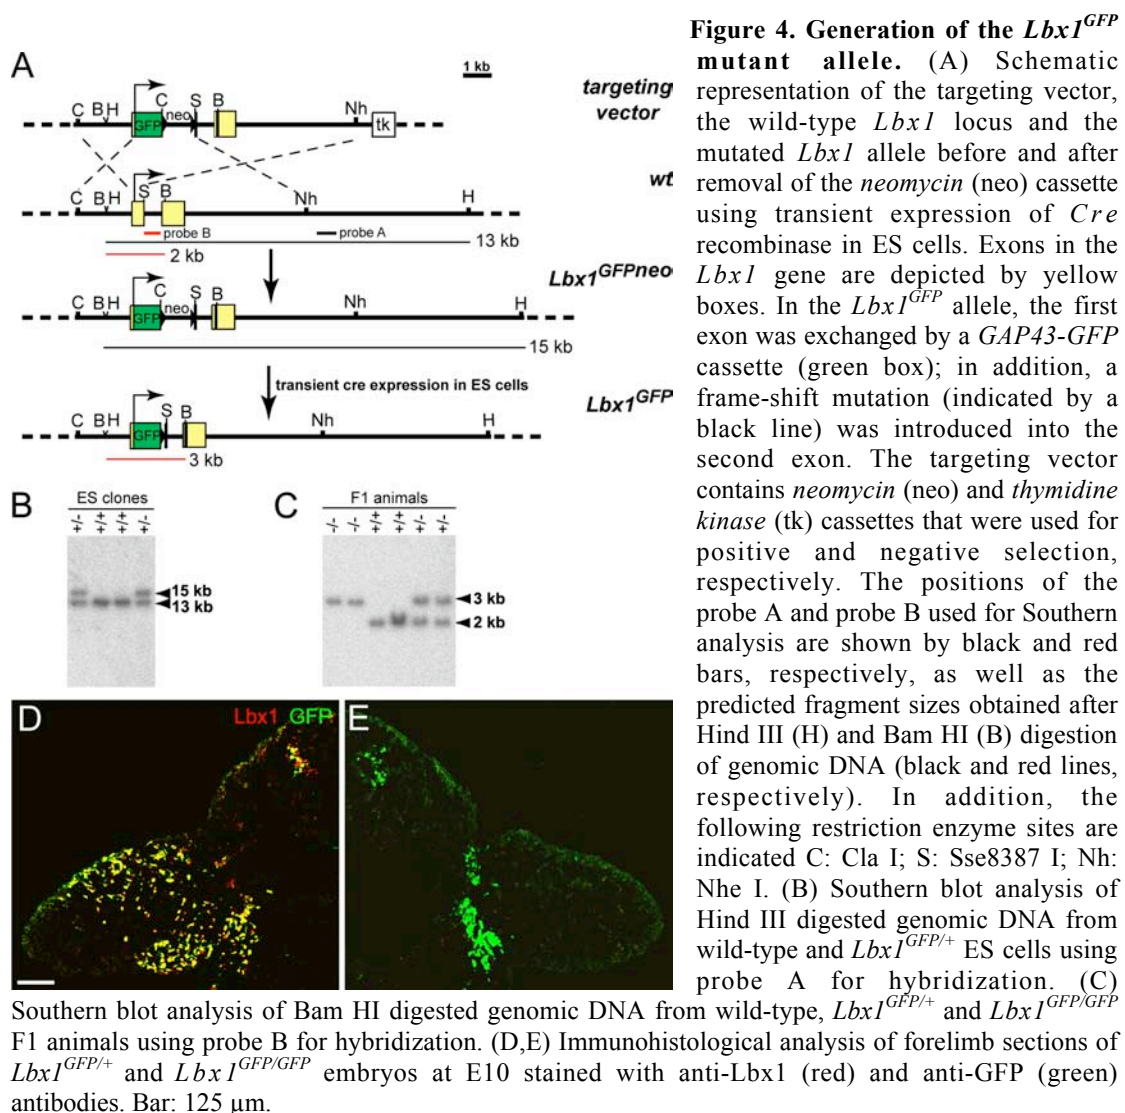 A
1 kb
targeting
vector
C B H C neo S B Nh
GFP tk
wt
C B H S B Nh H
probe B probe A 13 kb
2 kb
Lbx1GFPneo
C B H C neo S B Nh H
GFP
15 kb
transient cre expression in ES cells
Lbx1GFP
C B H S B Nh H
GFP
3 kb
B ES clones
+/- +/+ +/+ +/-
15 kb
13 kb
C F1 animals
-/- -/- +/+ +/+ +/- +/-
3 kb
2 kb
D Lbx1 GFP
E
Figure 4. Generation of the Lbx1GFP
mutant allele. (A) Schematic
representation of the targeting vector,
the wild-type Lbx1 locus and the
mutated Lbx1 allele before and after
removal of the neomycin (neo) cassette
using transient expression of Cre
recombinase in ES cells. Exons in the
Lbx1 gene are depicted by yellow
boxes. In the Lbx1GFP allele, the first
exon was exchanged by a GAP43-GFP
cassette (green box); in addition, a
frame-shift mutation (indicated by a
black line) was introduced into the
second exon. The targeting vector
contains neomycin (neo) and thymidine
kinase (tk) cassettes that were used for
positive and negative selection,
respectively. The positions of the
probe A and probe B used for Southern
analysis are shown by black and red
bars, respectively, as well as the
predicted fragment sizes obtained after
Hind III (H) and Bam HI (B) digestion
of genomic DNA (black and red lines,
respectively). In addition, the
following restriction enzyme sites are
indicated C: Cla I; S: Sse8387 I; Nh:
Nhe I. (B) Southern blot analysis of
Hind III digested genomic DNA from
wild-type and Lbx1GFP/+ ES cells using
probe A for hybridization. (C)
Southern blot analysis of Bam HI digested genomic DNA from wild-type, Lbx1GFP/+ and Lbx1GFP/GFP
F1 animals using probe B for hybridization. (D,E) Immunohistological analysis of forelimb sections of
Lbx1GFP/+ and Lbx1GFP/GFP embryos at E10 stained with anti-Lbx1 (red) and anti-GFP (green)
antibodies. Bar: 125 µm.